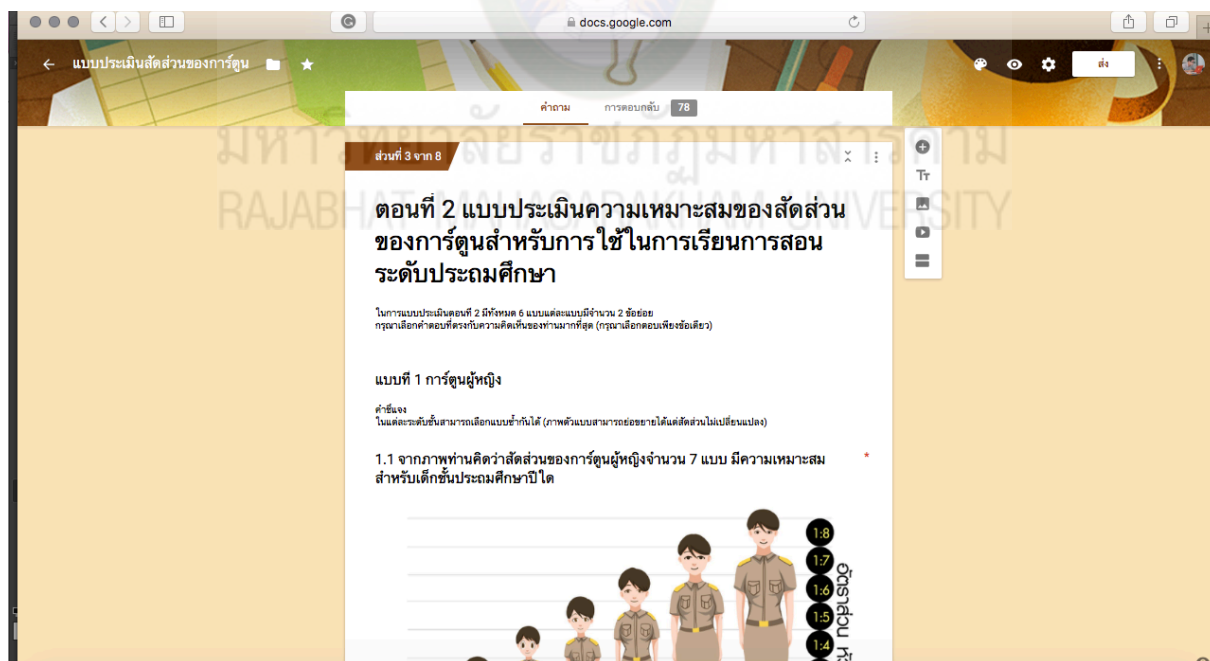 docs.google.com
แบบประเมินสัดส่วนของการ์ตูน
ส่ง
คำถาม การตอบกลับ 78
มหาวิทยาลัยราชภัฏมหาสารคาม
RAJABHAT MAHASARAKHAM UNIVERSITY
ส่วนที่ 3 จาก 8
ตอนที่ 2 แบบประเมินความเหมาะสมของสัดส่วน
ของการ์ตูนสำหรับการใช้ในการเรียนการสอน
ระดับประถมศึกษา
ในการแบบประเมินตอนที่ 2 มีทั้งหมด 6 แบบแต่ละแบบมีจำนวน 2 ข้อย่อย
กรุณาเลือกคำตอบที่ตรงกับความคิดเห็นของท่านมากที่สุด (กรุณาเลือกตอบเพียงข้อเดียว)
แบบที่ 1 การ์ตูนผู้หญิง
คำชี้แจง
ในแต่ละระดับชั้นสามารถเลือกแบบซ้ำกันได้ (ภาพตัวแบบสามารถย่อขยายได้แต่สัดส่วนไม่เปลี่ยนแปลง)
1.1 จากภาพท่านคิดว่าสัดส่วนของการ์ตูนผู้หญิงจำนวน 7 แบบ มีความเหมาะสม *
สำหรับเด็กชั้นประถมศึกษาปีใด
1:8
1:7
1:6
1:5
1:4
อัตราส่วน